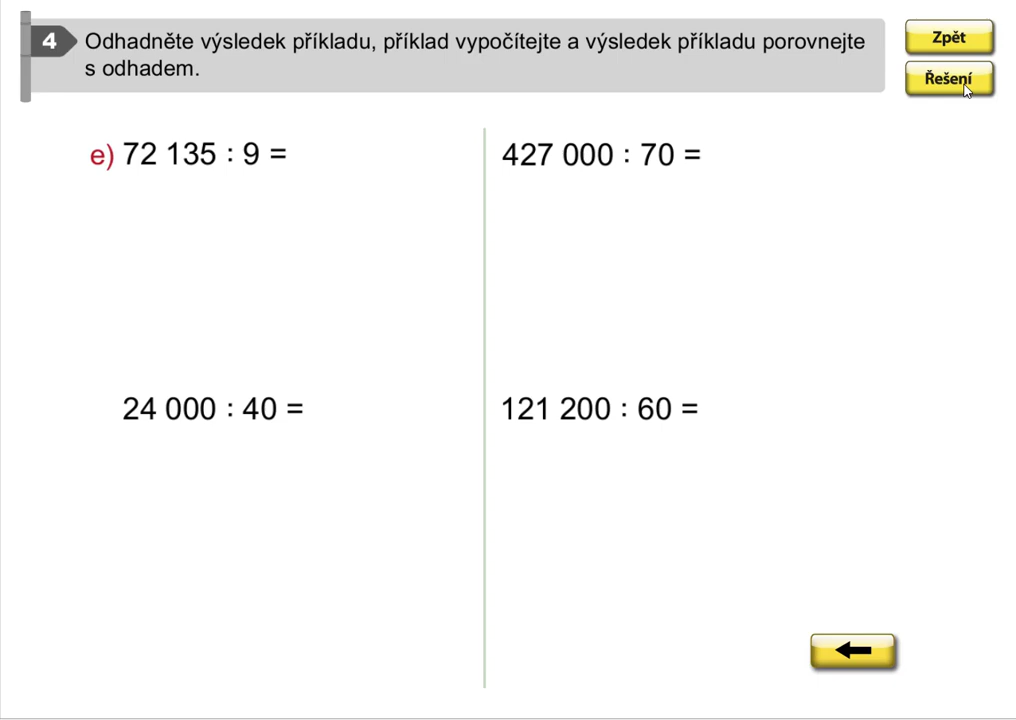 4 Odhadněte výsledek příkladu, příklad vypočítejte a výsledek příkladu porovnejte
s odhadem.
Zpět
Řešení
e) 72 135 : 9 =
427 000 : 70 =
24 000 : 40 =
121 200 : 60 =